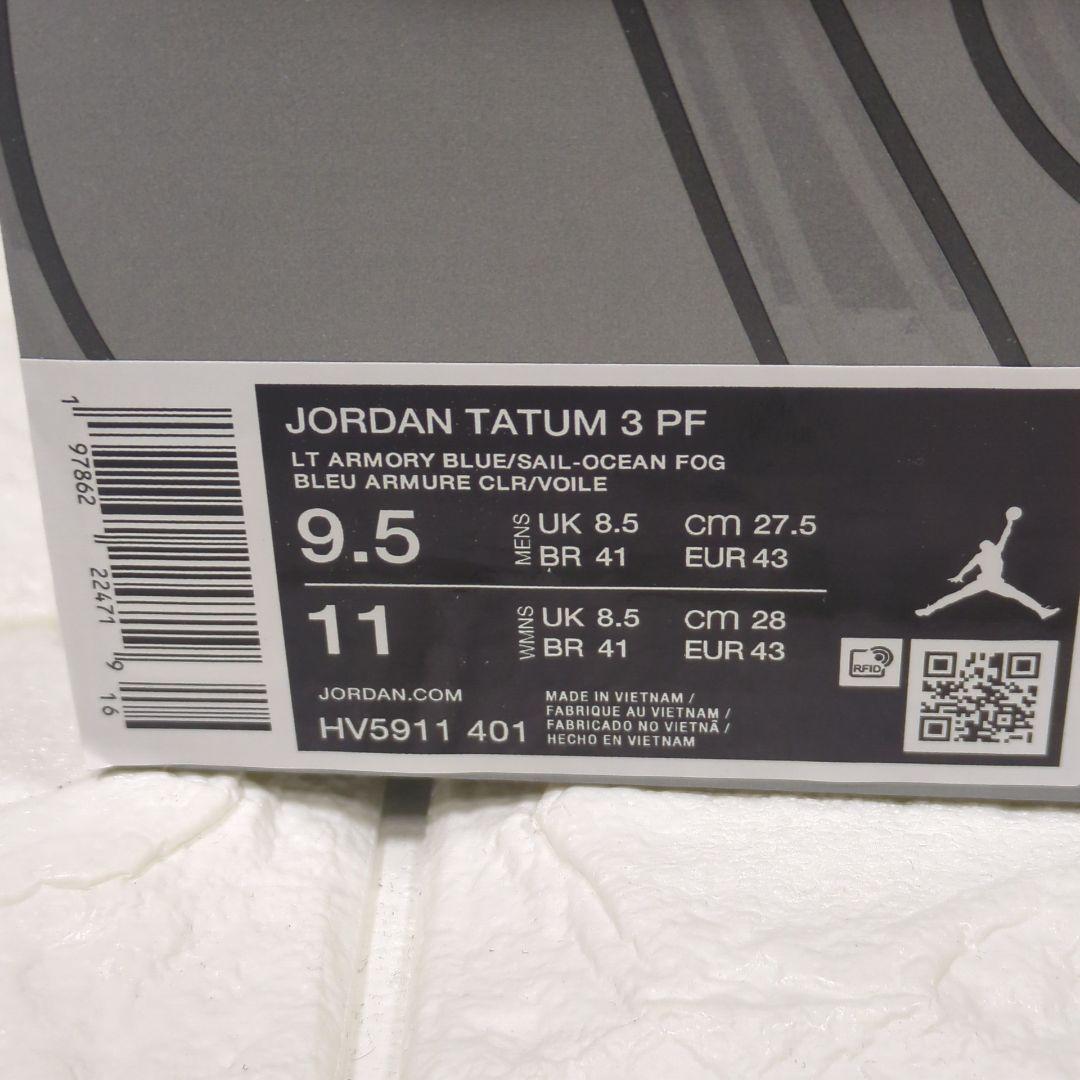 JORDAN TATUM 3 PF
LT ARMORY BLUE/SAIL-OCEAN FOG
BLEU ARMURE CLR/VOILE
9.5 MENS UK 8.5 cm 27.5
BR 41 EUR 43
11 WMNS UK 8.5 cm 28
BR 41 EUR 43
JORDAN.COM
HV5911 401
MADE IN VIETNAM /
FABRIQUE AU VIETNAM /
FABRICADO NO VIETNÃ /
HECHO EN VIETNAM
RFID
1 97862 22471 9 16